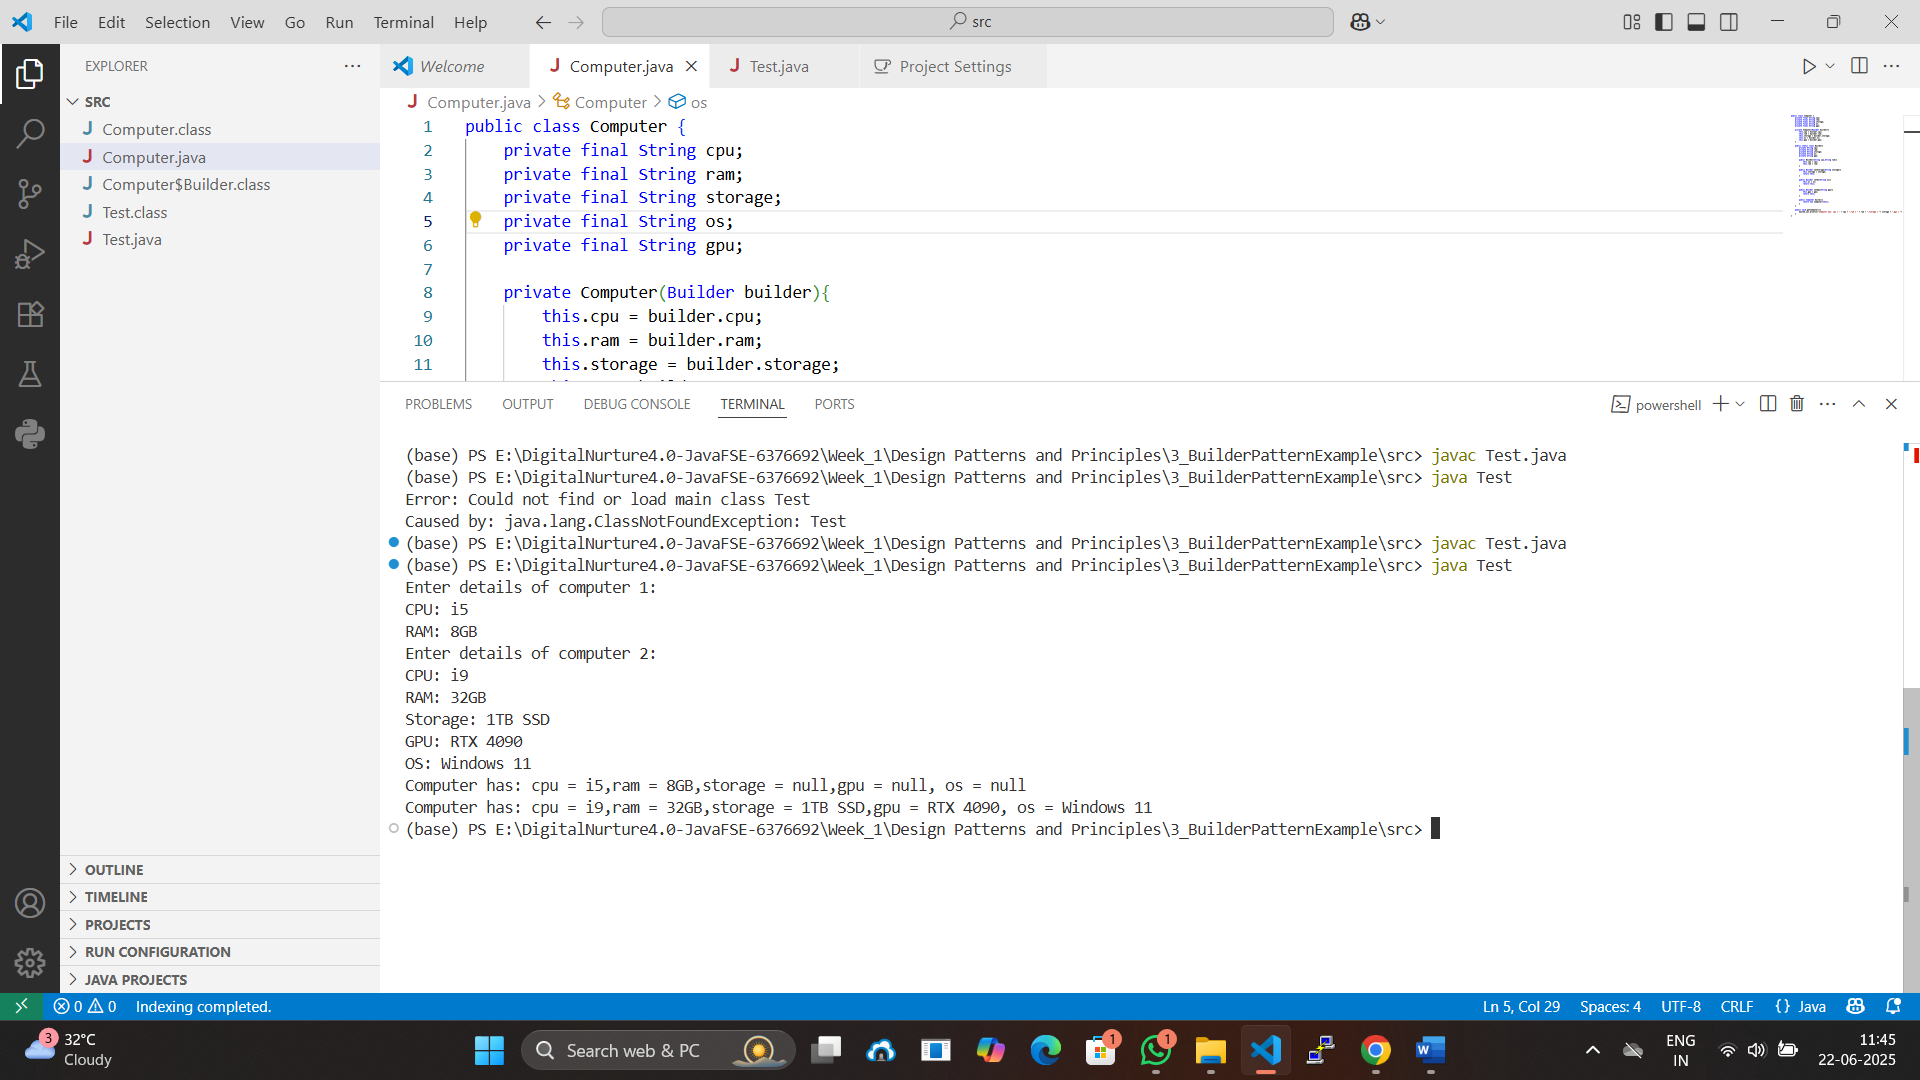 File Edit Selection View Go Run Terminal Help src
EXPLORER
SRC
Computer.class
Computer.java
Computer$Builder.class
Test.class
Test.java
OUTLINE
TIMELINE
PROJECTS
RUN CONFIGURATION
JAVA PROJECTS
Welcome Computer.java Test.java Project Settings
Computer.java > Computer > os
1 public class Computer {
2 private final String cpu;
3 private final String ram;
4 private final String storage;
5 private final String os;
6 private final String gpu;
7
8 private Computer(Builder builder){
9 this.cpu = builder.cpu;
10 this.ram = builder.ram;
11 this.storage = builder.storage;
PROBLEMS OUTPUT DEBUG CONSOLE TERMINAL PORTS powershell
(base) PS E:\DigitalNurture4.0-JavaFSE-6376692\Week_1\Design Patterns and Principles\3_BuilderPatternExample\src> javac Test.java
(base) PS E:\DigitalNurture4.0-JavaFSE-6376692\Week_1\Design Patterns and Principles\3_BuilderPatternExample\src> java Test
Error: Could not find or load main class Test
Caused by: java.lang.ClassNotFoundException: Test
(base) PS E:\DigitalNurture4.0-JavaFSE-6376692\Week_1\Design Patterns and Principles\3_BuilderPatternExample\src> javac Test.java
(base) PS E:\DigitalNurture4.0-JavaFSE-6376692\Week_1\Design Patterns and Principles\3_BuilderPatternExample\src> java Test
Enter details of computer 1:
CPU: i5
RAM: 8GB
Enter details of computer 2:
CPU: i9
RAM: 32GB
Storage: 1TB SSD
GPU: RTX 4090
OS: Windows 11
Computer has: cpu = i5,ram = 8GB,storage = null,gpu = null, os = null
Computer has: cpu = i9,ram = 32GB,storage = 1TB SSD,gpu = RTX 4090, os = Windows 11
(base) PS E:\DigitalNurture4.0-JavaFSE-6376692\Week_1\Design Patterns and Principles\3_BuilderPatternExample\src>
0 0 Indexing completed. Ln 5, Col 29 Spaces: 4 UTF-8 CRLF {} Java
3 32°C
Cloudy
Search web & PC
1
1
ENG
IN
11:45
22-06-2025